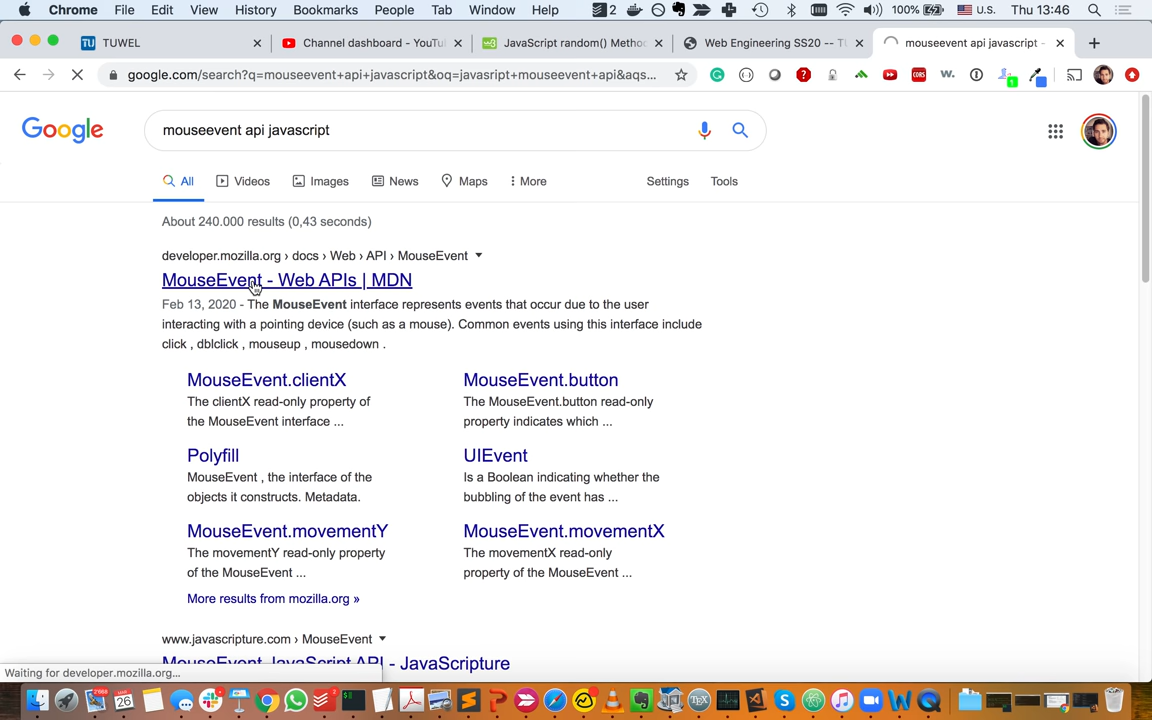 Chrome File Edit View History Bookmarks People Tab Window Help 2 100% U.S. Thu 13:46
TU TUWEL Channel dashboard - YouTu JavaScript random() Metho Web Engineering SS20 -- TU mouseevent api javascript -
google.com/search?q=mouseevent+api+javascript&oq=javasript+mouseevent+api&aqs...
Google mouseevent api javascript
All Videos Images News Maps More Settings Tools
About 240.000 results (0,43 seconds)
developer.mozilla.org › docs › Web › API › MouseEvent
MouseEvent - Web APIs | MDN
Feb 13, 2020 - The MouseEvent interface represents events that occur due to the user
interacting with a pointing device (such as a mouse). Common events using this interface include
click , dblclick , mouseup , mousedown .
MouseEvent.clientX
The clientX read-only property of
the MouseEvent interface ...
MouseEvent.button
The MouseEvent.button read-only
property indicates which ...
Polyfill
MouseEvent , the interface of the
objects it constructs. Metadata.
UIEvent
Is a Boolean indicating whether the
bubbling of the event has ...
MouseEvent.movementY
The movementY read-only property
of the MouseEvent ...
MouseEvent.movementX
The movementX read-only
property of the MouseEvent ...
More results from mozilla.org »
www.javascripture.com › MouseEvent
MouseEvent JavaScript API - JavaScripture
Waiting for developer.mozilla.org...